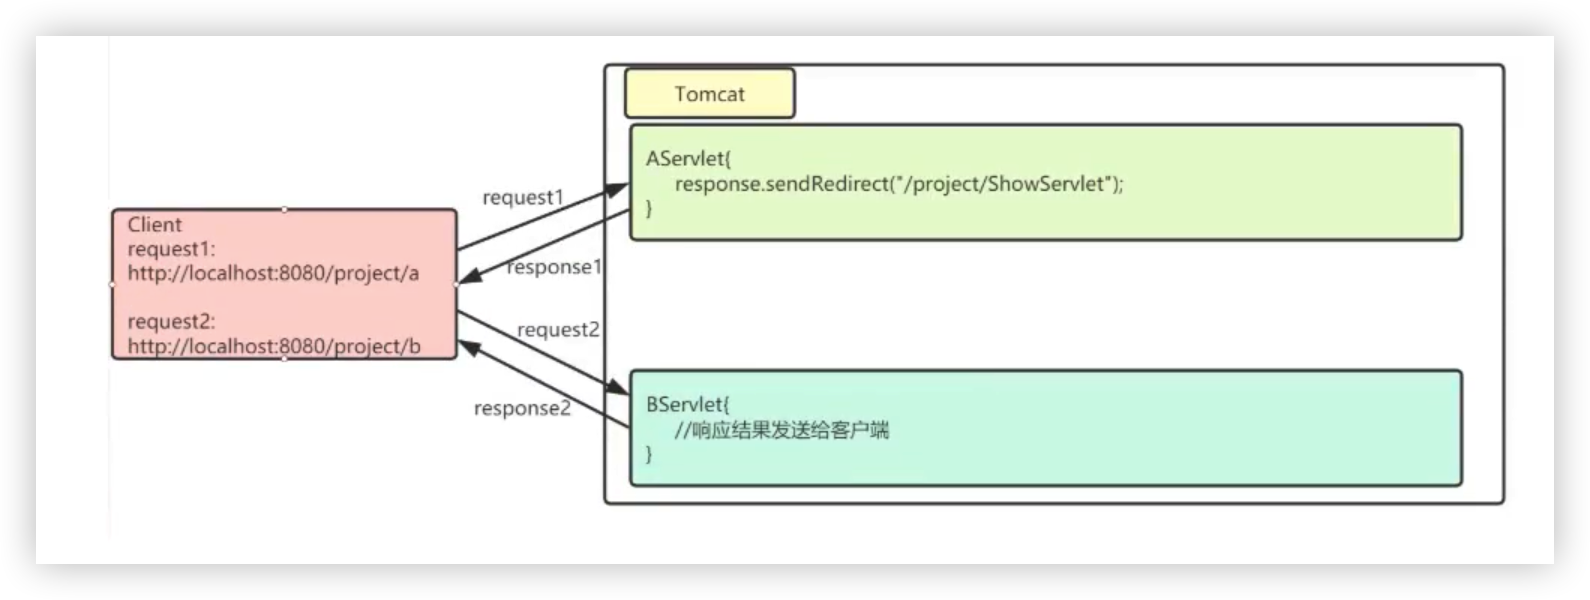 Tomcat
AServlet{
response.sendRedirect("/project/ShowServlet");
}
request1
response1
Client
request1:
http://localhost:8080/project/a
request2:
http://localhost:8080/project/b
request2
response2
BServlet{
//响应结果发送给客户端
}